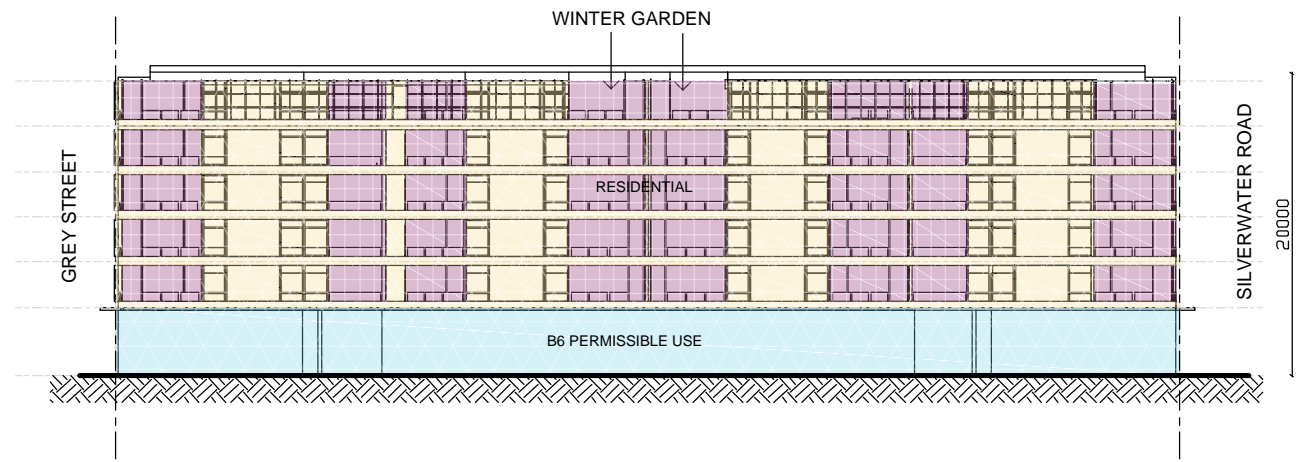 WINTER GARDEN
GREY STREET
RESIDENTIAL
SILVERWATER ROAD
20000
B6 PERMISSIBLE USE